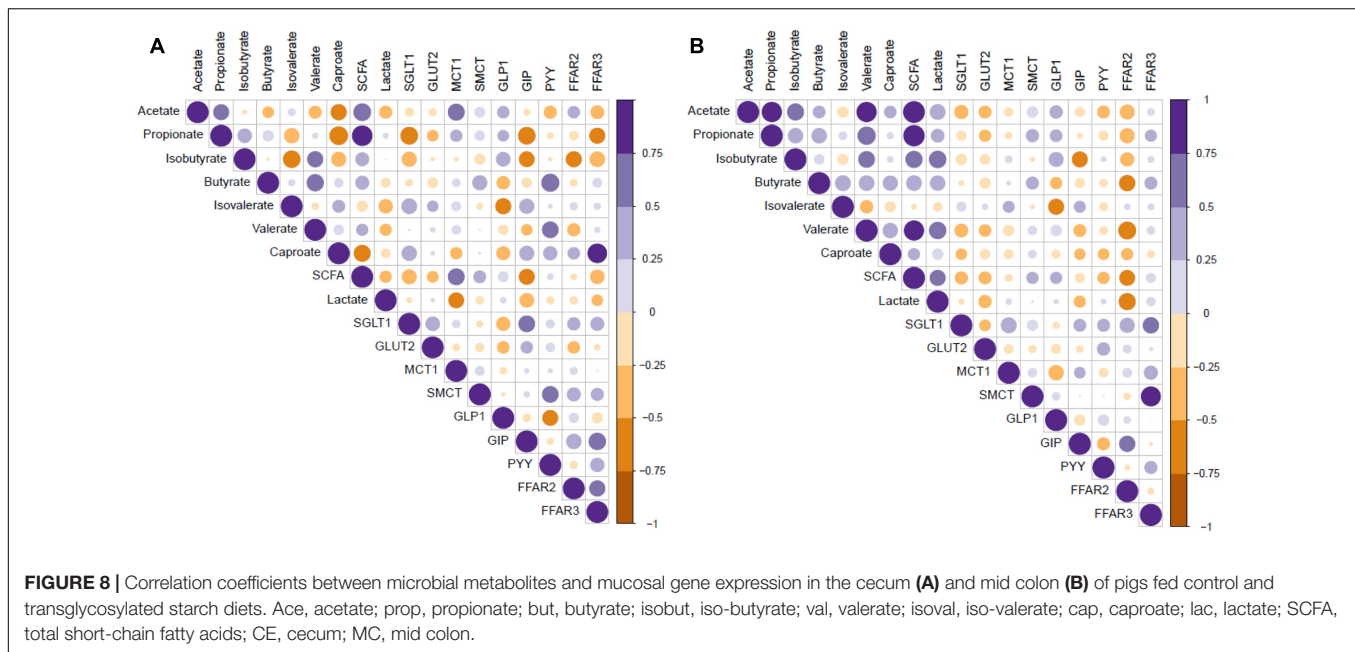 A
Acetate
Propionate
Isobutyrate
Butyrate
Isovalerate
Valerate
Caproate
SCFA
Lactate
SGLT1
GLUT2
MCT1
SMCT
GLP1
GIP
PYY
FFAR2
FFAR3
Acetate
Propionate
Isobutyrate
Butyrate
Isovalerate
Valerate
Caproate
SCFA
Lactate
SGLT1
GLUT2
MCT1
SMCT
GLP1
GIP
PYY
FFAR2
FFAR3
1
0.75
0.5
0.25
0
−0.25
−0.5
−0.75
−1
B
Acetate
Propionate
Isobutyrate
Butyrate
Isovalerate
Valerate
Caproate
SCFA
Lactate
SGLT1
GLUT2
MCT1
SMCT
GLP1
GIP
PYY
FFAR2
FFAR3
Acetate
Propionate
Isobutyrate
Butyrate
Isovalerate
Valerate
Caproate
SCFA
Lactate
SGLT1
GLUT2
MCT1
SMCT
GLP1
GIP
PYY
FFAR2
FFAR3
1
0.75
0.5
0.25
0
−0.25
−0.5
−0.75
−1
FIGURE 8 | Correlation coefficients between microbial metabolites and mucosal gene expression in the cecum (A) and mid colon (B) of pigs fed control and
transglycosylated starch diets. Ace, acetate; prop, propionate; but, butyrate; isobut, iso-butyrate; val, valerate; isoval, iso-valerate; cap, caproate; lac, lactate; SCFA,
total short-chain fatty acids; CE, cecum; MC, mid colon.